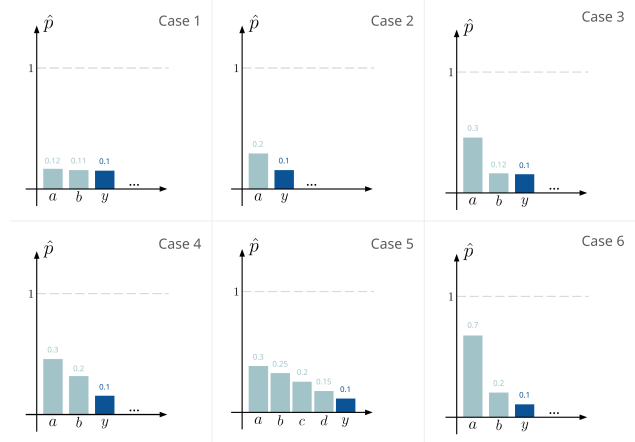 Case 1
p̂
1
0.12 0.11 0.1
...
a b y
Case 2
p̂
1
0.2
0.1
...
a y
Case 3
p̂
1
0.3
0.12 0.1
...
a b y
Case 4
p̂
1
0.3
0.2
0.1
...
a b y
Case 5
p̂
1
0.3
0.25
0.2
0.15
0.1
a b c d y
Case 6
p̂
1
0.7
0.2
0.1
...
a b y